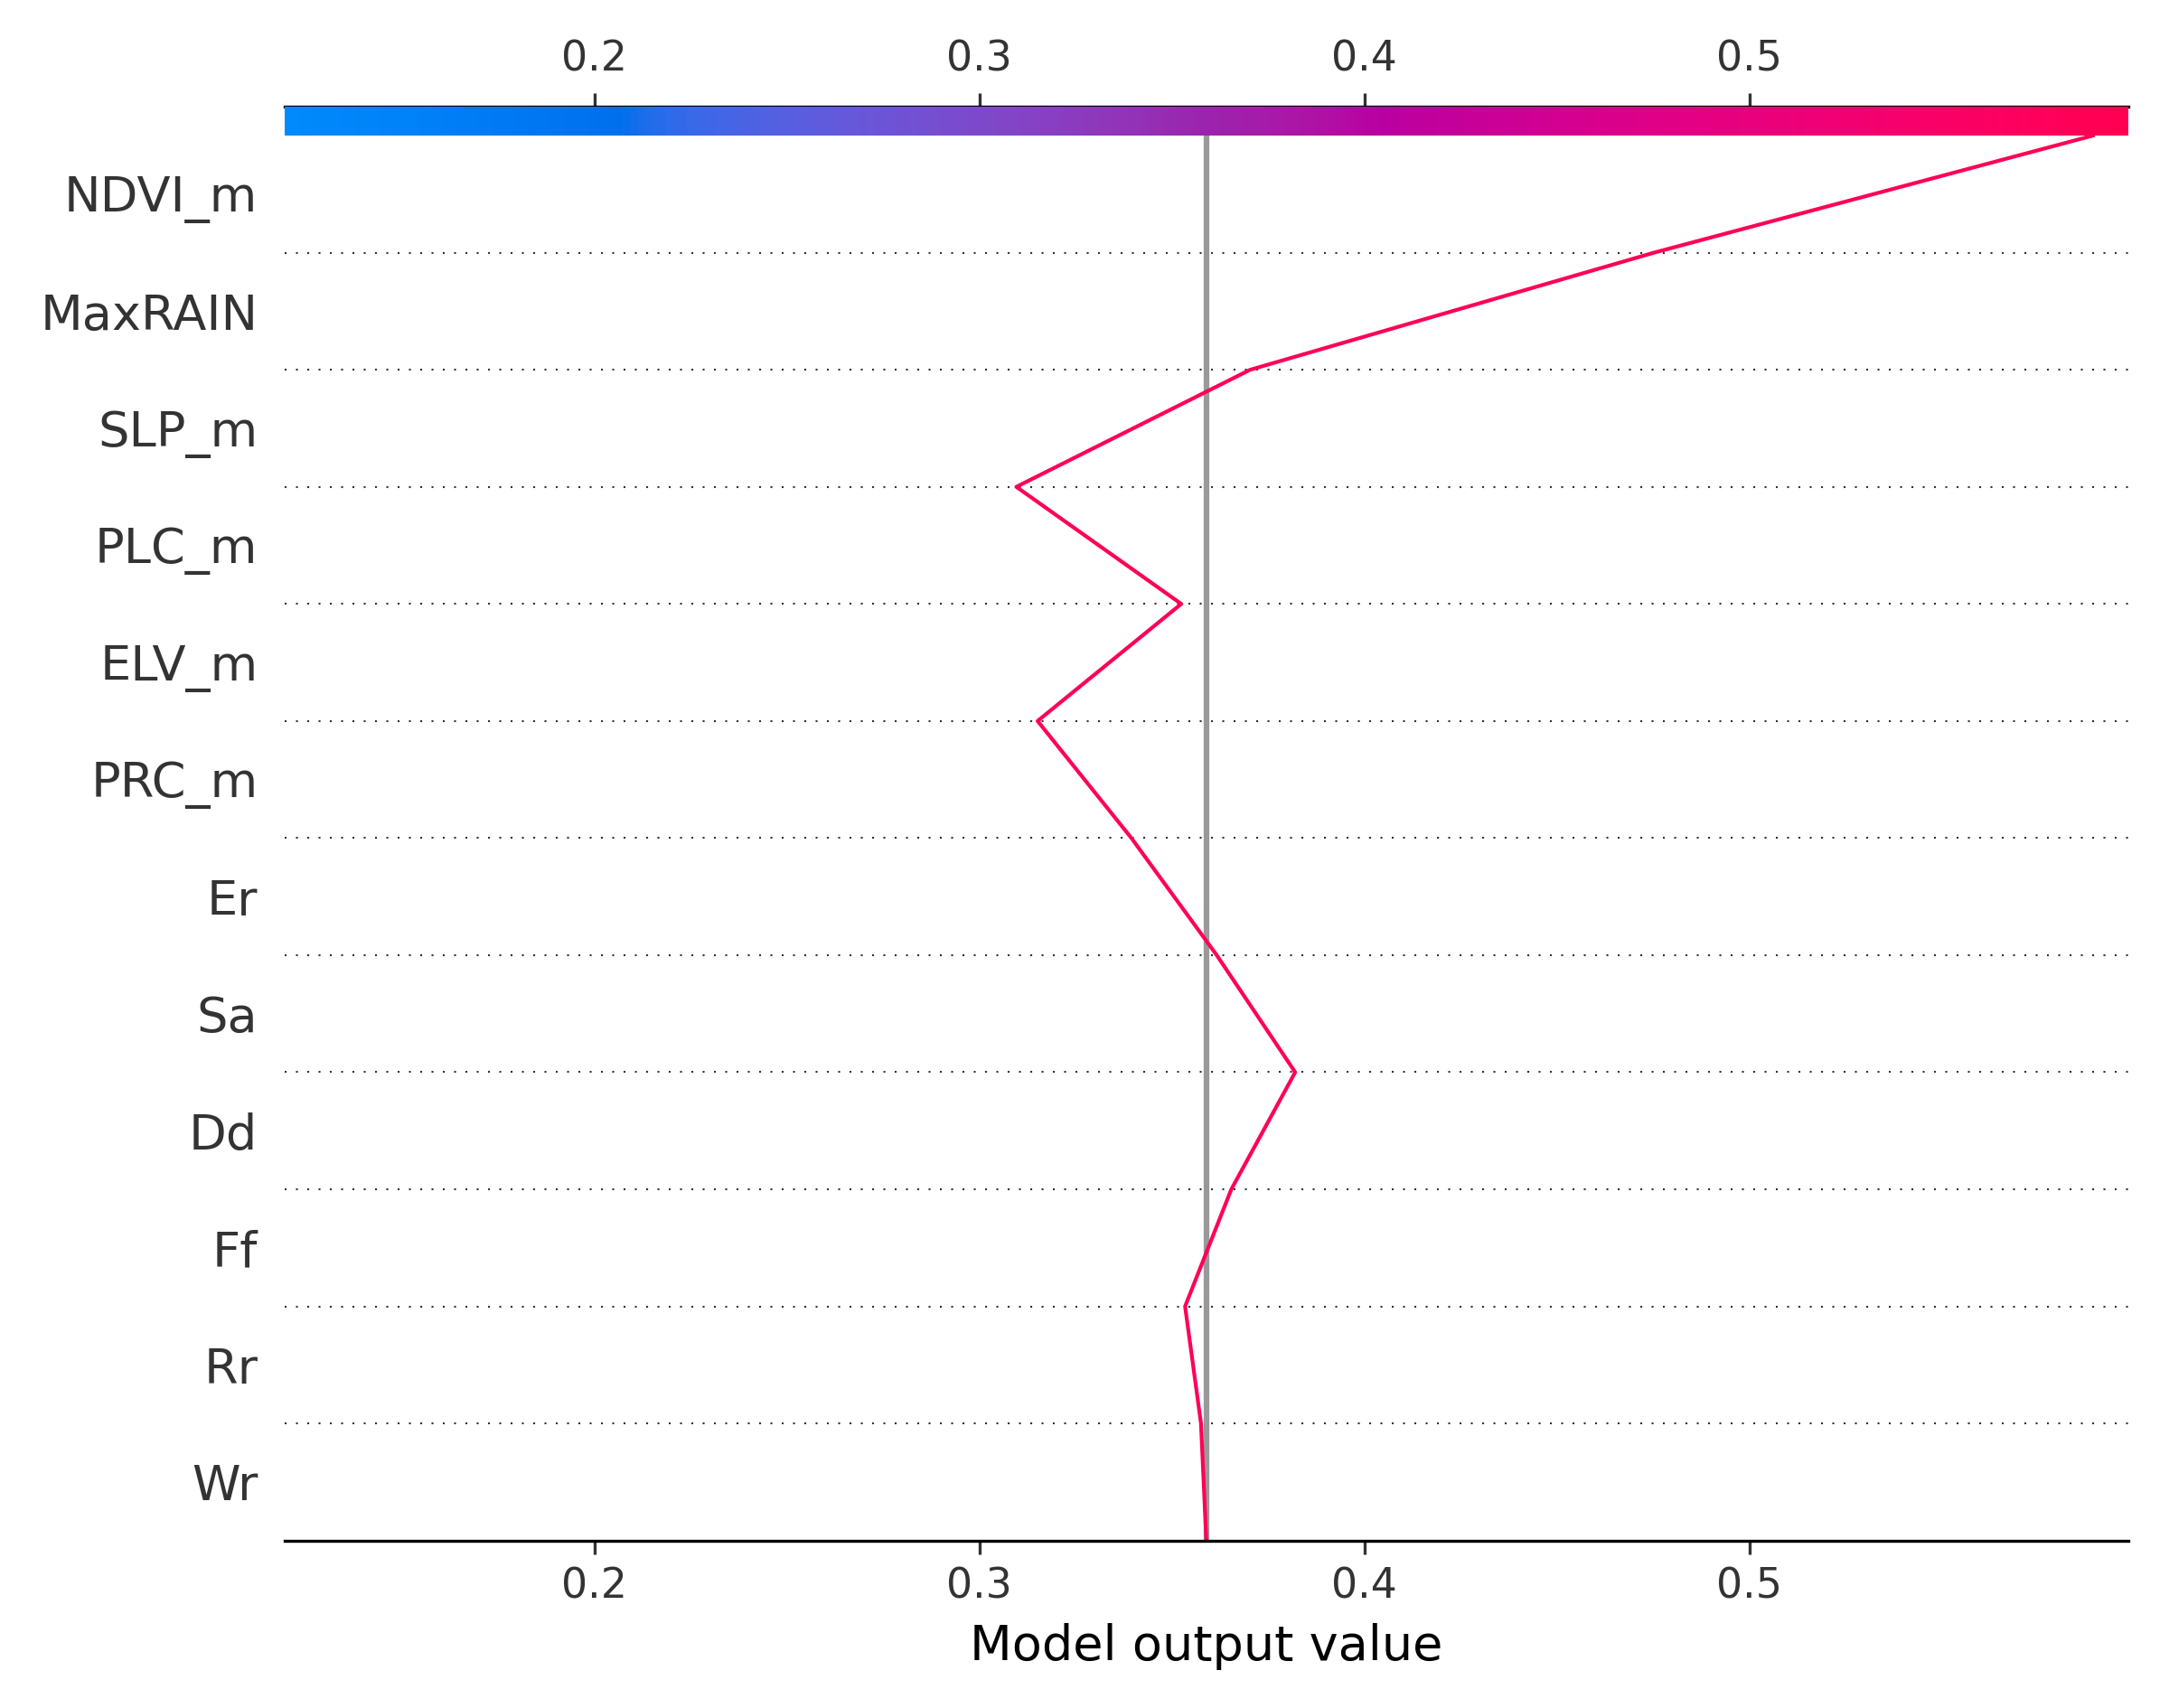 0.2 0.3 0.4 0.5
NDVI_m
MaxRAIN
SLP_m
PLC_m
ELV_m
PRC_m
Er
Sa
Dd
Ff
Rr
Wr
0.2 0.3 0.4 0.5
Model output value